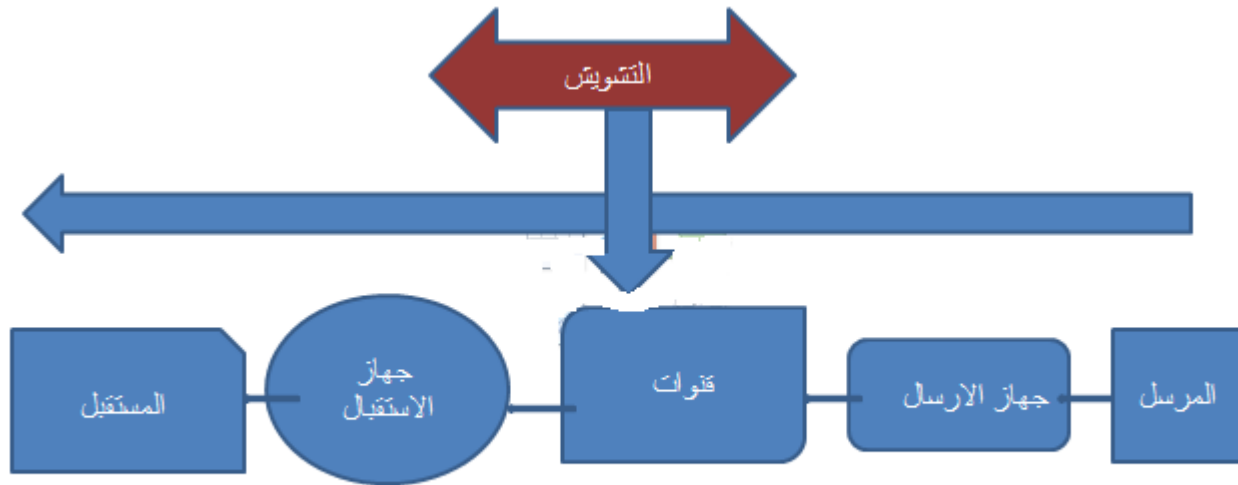 التشويش
المرسل
جهاز الارسال
قنوات
جهاز
الاستقبال
المستقبل